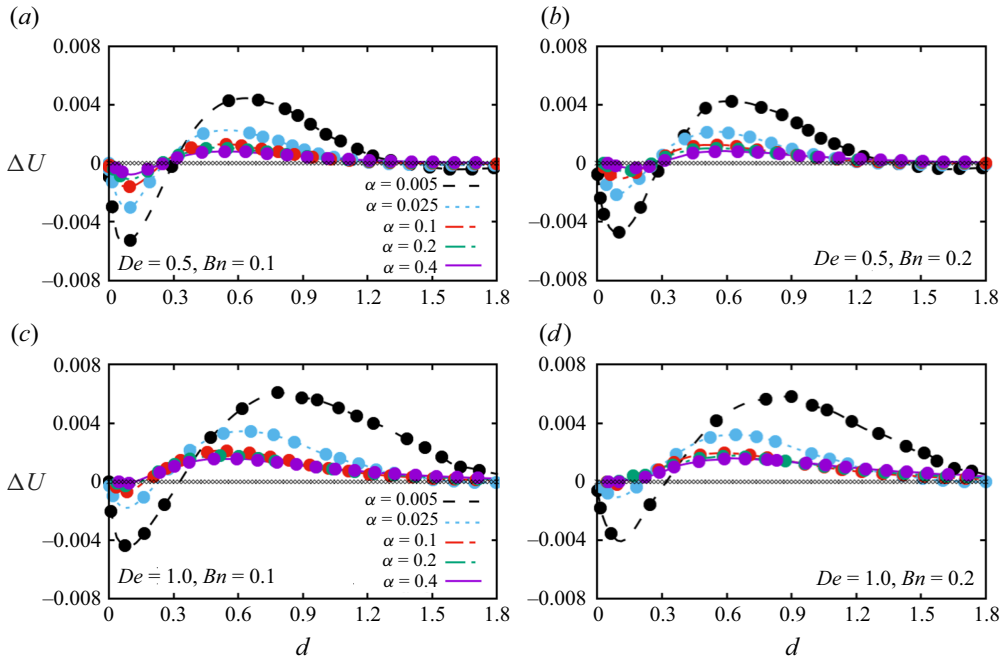 (a)
0.008
0.004
0
−0.004
−0.008
ΔU
α = 0.005
α = 0.025
α = 0.1
α = 0.2
α = 0.4
De = 0.5, Bn = 0.1
0 0.3 0.6 0.9 1.2 1.5 1.8
(b)
0.008
0.004
0
−0.004
−0.008
De = 0.5, Bn = 0.2
0 0.3 0.6 0.9 1.2 1.5 1.8
(c)
0.008
0.004
0
−0.004
−0.008
ΔU
α = 0.005
α = 0.025
α = 0.1
α = 0.2
α = 0.4
De = 1.0, Bn = 0.1
0 0.3 0.6 0.9 1.2 1.5 1.8
d
(d)
0.008
0.004
0
−0.004
−0.008
De = 1.0, Bn = 0.2
0 0.3 0.6 0.9 1.2 1.5 1.8
d